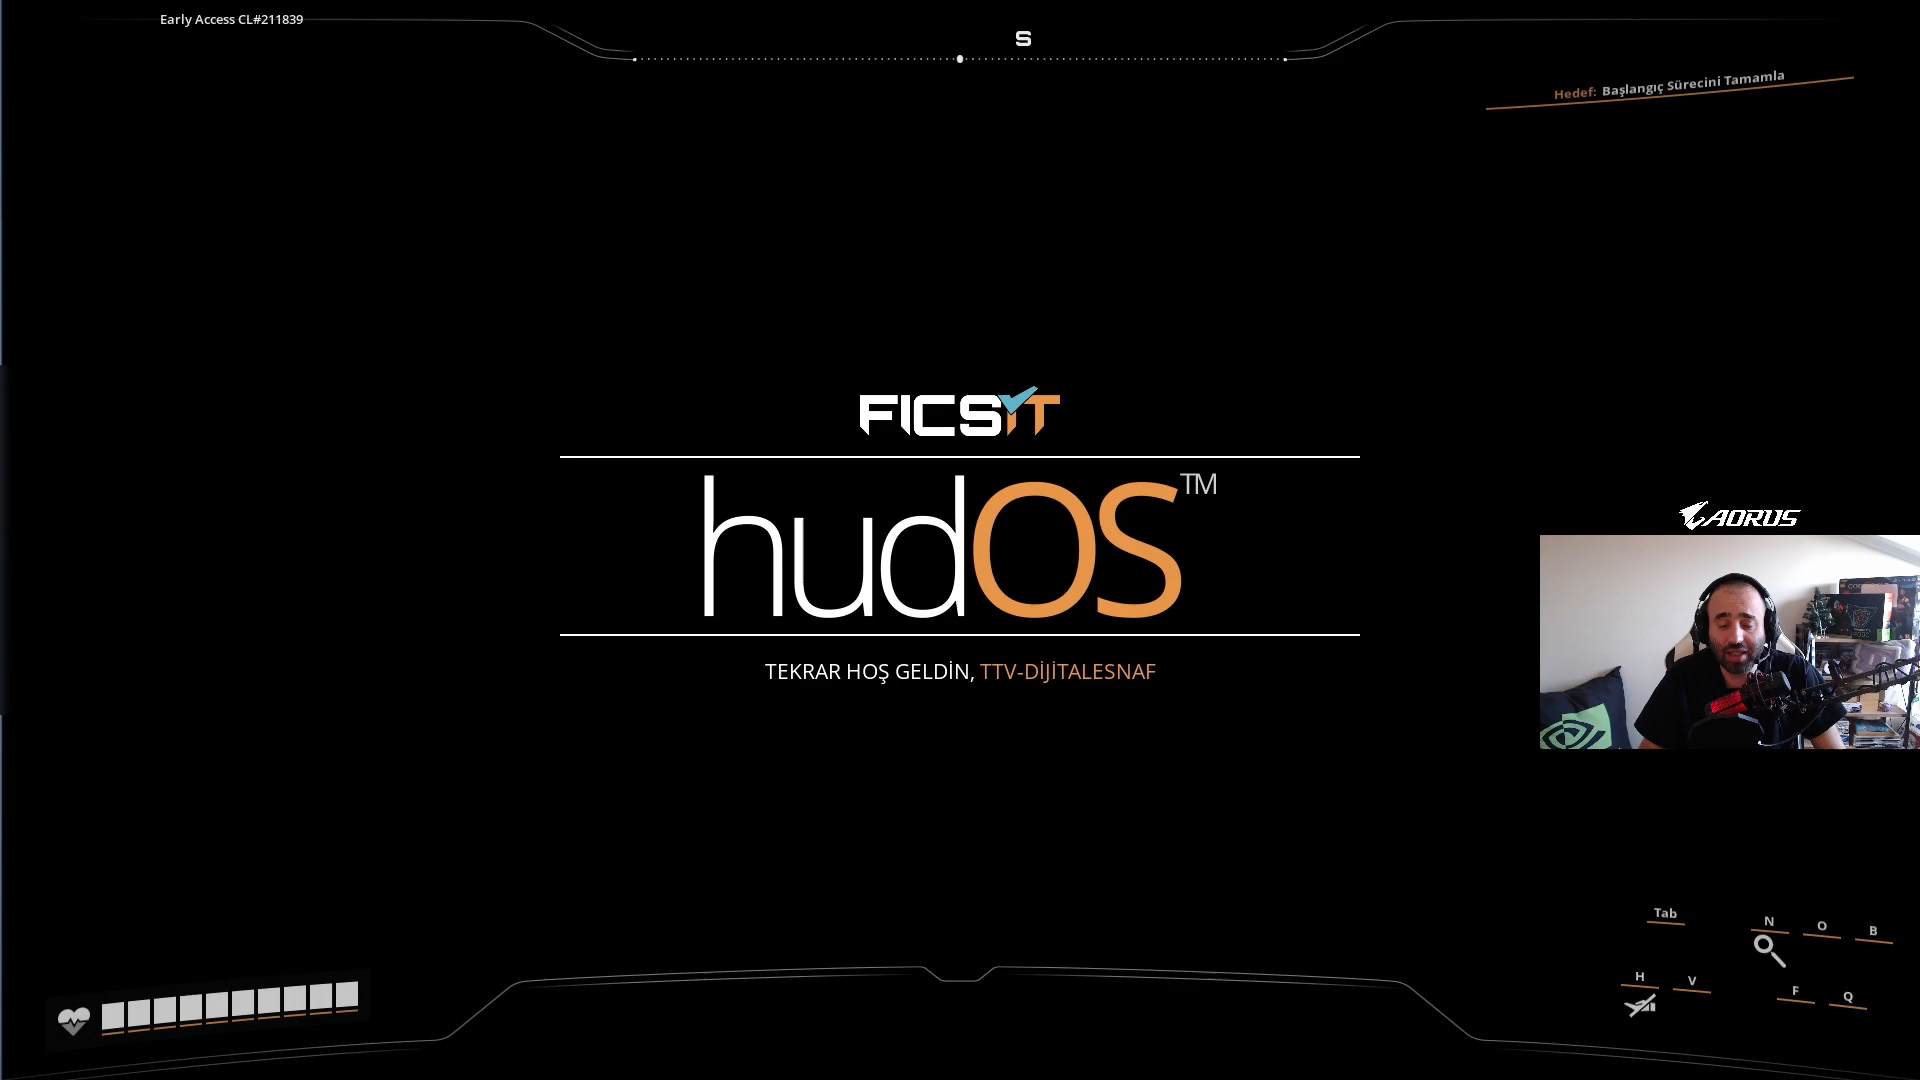 Early Access CL#211839
S
Hedef: Başlangıç Sürecini Tamamla
FICSIT
hudOS™
TEKRAR HOŞ GELDİN, TTV-DİJİTALESNAF
AORUS
Tab
N O B
H V
F Q